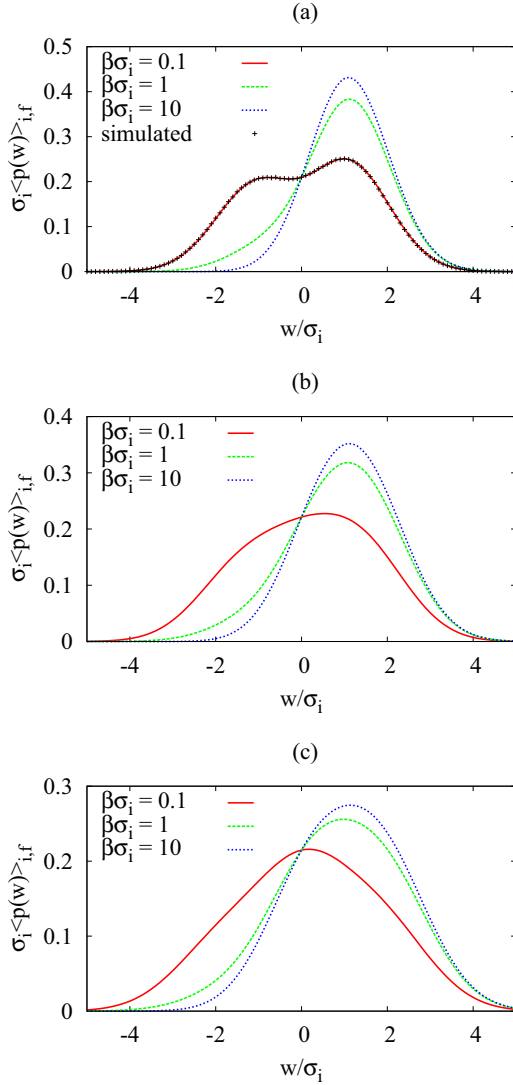 (a)
σi<p(w)>i,f
0.5
0.4
0.3
0.2
0.1
0
βσi = 0.1
βσi = 1
βσi = 10
simulated
-4 -2 0 2 4
w/σi
(b)
σi<p(w)>i,f
0.4
0.3
0.2
0.1
0
βσi = 0.1
βσi = 1
βσi = 10
-4 -2 0 2 4
w/σi
(c)
σi<p(w)>i,f
0.3
0.2
0.1
0
βσi = 0.1
βσi = 1
βσi = 10
-4 -2 0 2 4
w/σi